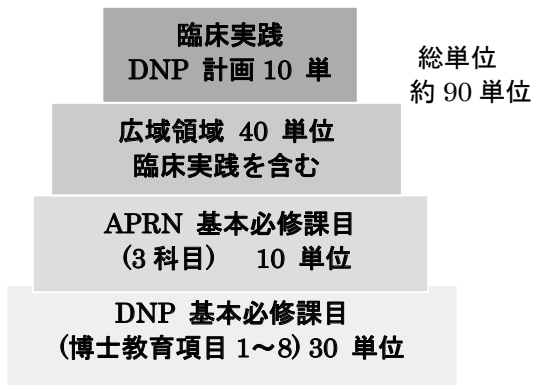 臨床実践
DNP 計画 10 単
総単位
約 90 単位
広域領域 40 単位
臨床実践を含む
APRN 基本必修課目
(3 科目) 10 単位
DNP 基本必修課目
(博士教育項目 1～8) 30 単位